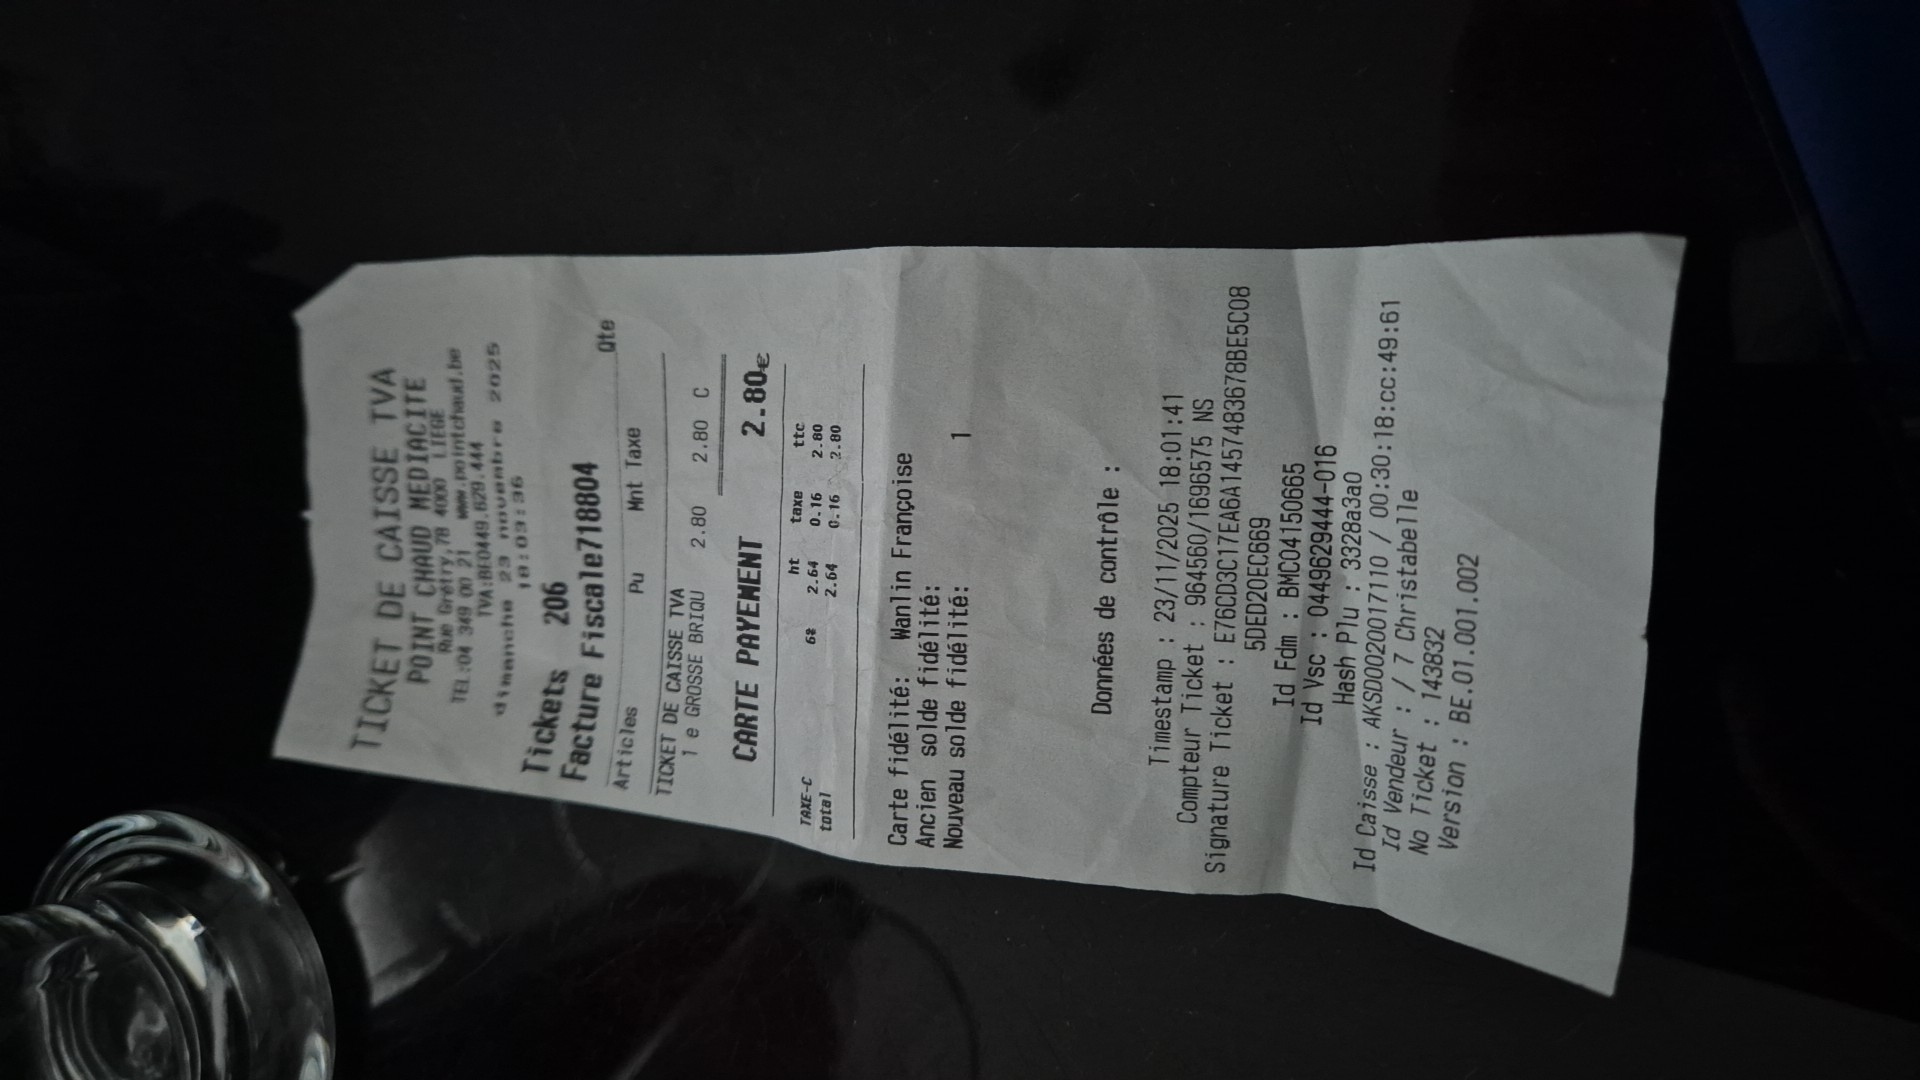 TICKET DE CAISSE TVA
POINT CHAUD MEDIACITE
Rue Grétry,78 4000 LIEGE
TEL:04 349 00 21 www.pointchaud.be
TVA:BE0449.629.444
dimanche 23 novembre 2025
18:03:36
Tickets 206
Facture Fiscale718804
Articles Pu Mnt Taxe Qte
TICKET DE CAISSE TVA
1 e GROSSE BRIQU 2.80 2.80 C
CARTE PAYEMENT 2.80€
ht taxe ttc
TAXE-C 6% 2.64 0.16 2.80
total 2.64 0.16 2.80
Carte fidélité: Wanlin Françoise
Ancien solde fidélité:
Nouveau solde fidélité: 1
Données de contrôle :
Timestamp : 23/11/2025 18:01:41
Compteur Ticket : 964560/1696575 NS
Signature Ticket : E76CD3C17EA6A1457483678BE5C08
5DED20EC669
Id Fdm : BMC04150665
Id Vsc : 0449629444-016
Hash Plu : 3328a3a0
Id Caisse : AKSD0020017110 / 00:30:18:cc:49:61
Id Vendeur : / 7 Christabelle
No Ticket : 143832
Version : BE.01.001.002